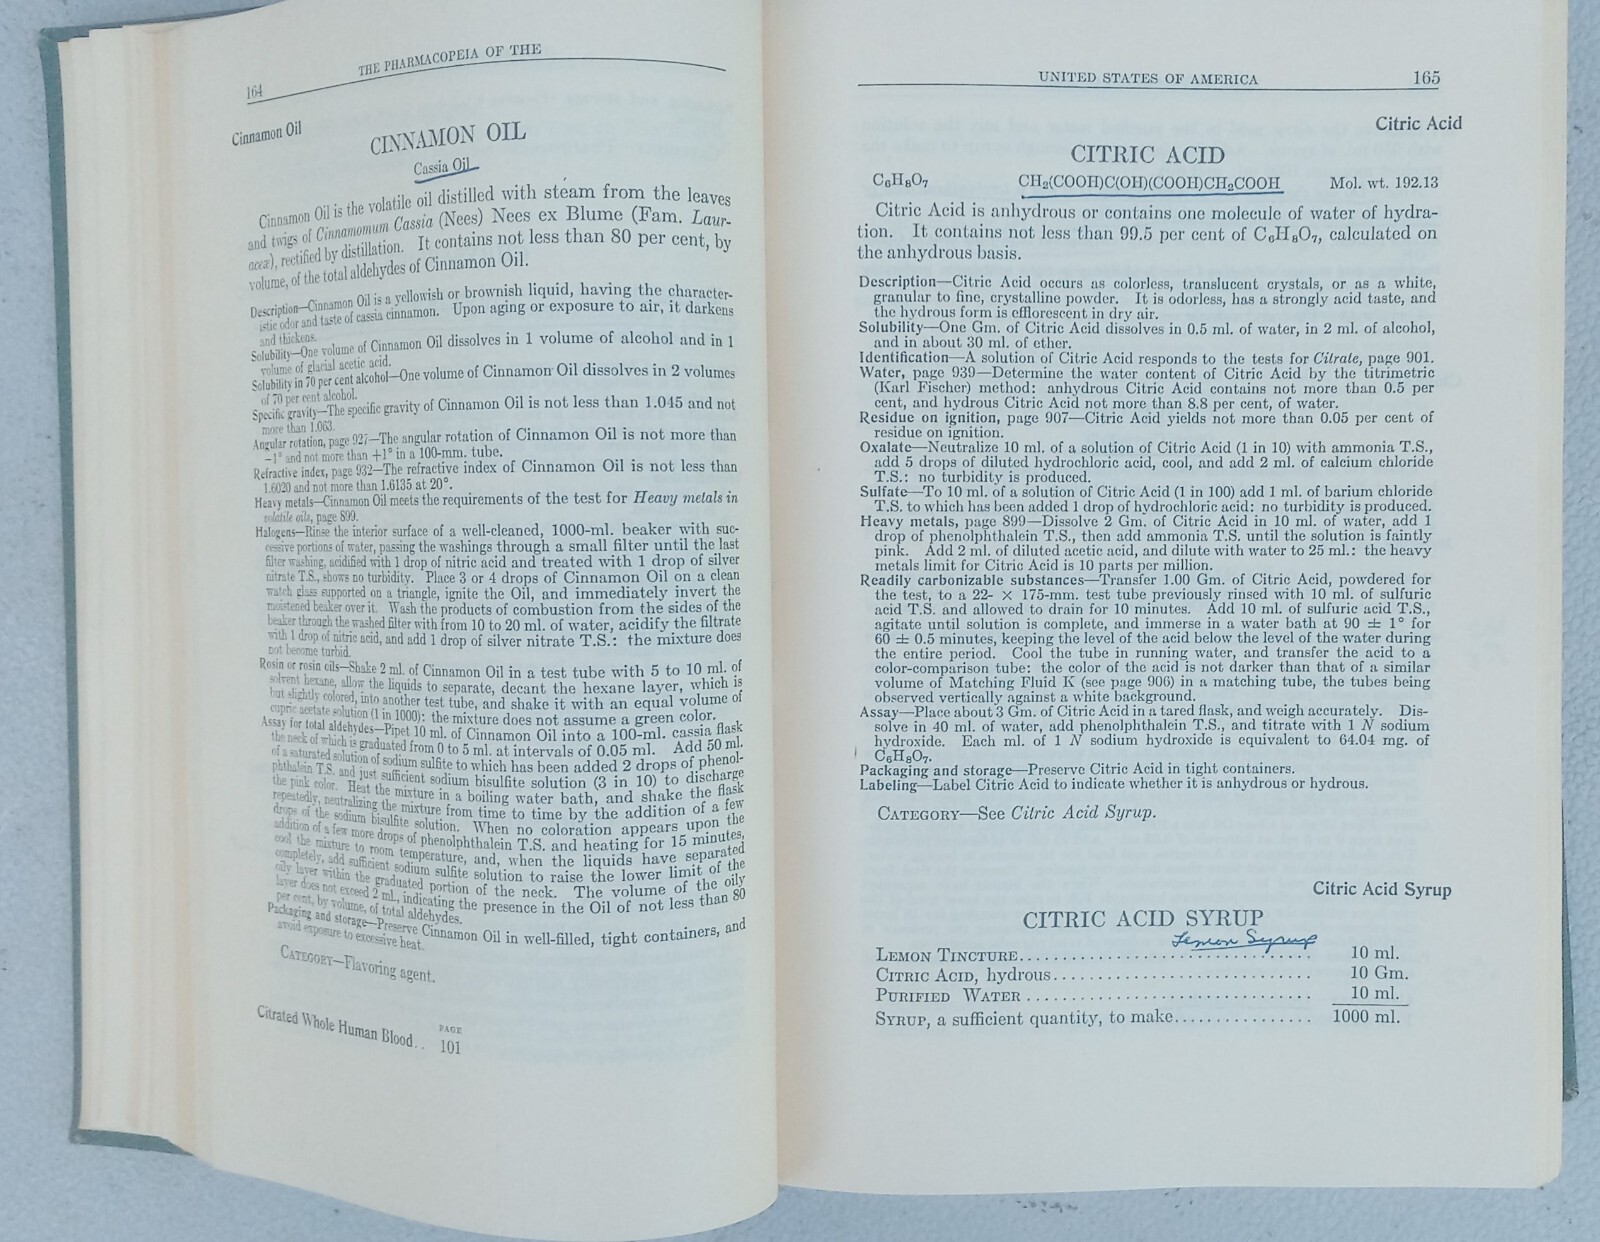 164
THE PHARMACOPEIA OF THE
Cinnamon Oil
CINNAMON OIL
Cassia Oil
Cinnamon Oil is the volatile oil distilled with steam from the leaves
and twigs of Cinnamomum Cassia (Nees) Nees ex Blume (Fam. Laur-
aceæ), rectified by distillation. It contains not less than 80 per cent, by
volume, of the total aldehydes of Cinnamon Oil.
Description—Cinnamon Oil is a yellowish or brownish liquid, having the character-
istic odor and taste of cassia cinnamon. Upon aging or exposure to air, it darkens
and thickens.
Solubility—One volume of Cinnamon Oil dissolves in 1 volume of alcohol and in 1
volume of glacial acetic acid.
Solubility in 70 per cent alcohol—One volume of Cinnamon Oil dissolves in 2 volumes
of 70 per cent alcohol.
Specific gravity—The specific gravity of Cinnamon Oil is not less than 1.045 and not
more than 1.063.
Angular rotation, page 927—The angular rotation of Cinnamon Oil is not more than
−1° and not more than +1° in a 100-mm. tube.
Refractive index, page 932—The refractive index of Cinnamon Oil is not less than
1.6020 and not more than 1.6135 at 20°.
Heavy metals—Cinnamon Oil meets the requirements of the test for Heavy metals in
volatile oils, page 899.
Halogens—Rinse the interior surface of a well-cleaned, 1000-ml. beaker with suc-
cessive portions of water, passing the washings through a small filter until the last
filter washing, acidified with 1 drop of nitric acid and treated with 1 drop of silver
nitrate T.S., shows no turbidity. Place 3 or 4 drops of Cinnamon Oil on a clean
watch glass supported on a triangle, ignite the Oil, and immediately invert the
moistened beaker over it. Wash the products of combustion from the sides of the
beaker through the washed filter with from 10 to 20 ml. of water, acidify the filtrate
with 1 drop of nitric acid, and add 1 drop of silver nitrate T.S.: the mixture does
not become turbid.
Rosin or rosin oils—Shake 2 ml. of Cinnamon Oil in a test tube with 5 to 10 ml. of
solvent hexane, allow the liquids to separate, decant the hexane layer, which is
but slightly colored, into another test tube, and shake it with an equal volume of
cupric acetate solution (1 in 1000): the mixture does not assume a green color.
Assay for total aldehydes—Pipet 10 ml. of Cinnamon Oil into a 100-ml. cassia flask
the neck of which is graduated from 0 to 5 ml. at intervals of 0.05 ml. Add 50 ml.
of a saturated solution of sodium sulfite to which has been added 2 drops of phenol-
phthalein T.S. and just sufficient sodium bisulfite solution (3 in 10) to discharge
the pink color. Heat the mixture in a boiling water bath, and shake the flask
repeatedly, neutralizing the mixture from time to time by the addition of a few
drops of the sodium bisulfite solution. When no coloration appears upon the
addition of a few more drops of phenolphthalein T.S. and heating for 15 minutes,
cool the mixture to room temperature, and, when the liquids have separated
completely, add sufficient sodium sulfite solution to raise the lower limit of the
oily layer within the graduated portion of the neck. The volume of the oily
layer does not exceed 2 ml., indicating the presence in the Oil of not less than 80
per cent, by volume, of total aldehydes.
Packaging and storage—Preserve Cinnamon Oil in well-filled, tight containers, and
avoid exposure to excessive heat.
CATEGORY—Flavoring agent.
PAGE
Citrated Whole Human Blood.. 101
UNITED STATES OF AMERICA 165
Citric Acid
CITRIC ACID
C₆H₈O₇ CH₂(COOH)C(OH)(COOH)CH₂COOH Mol. wt. 192.13
Citric Acid is anhydrous or contains one molecule of water of hydra-
tion. It contains not less than 99.5 per cent of C₆H₈O₇, calculated on
the anhydrous basis.
Description—Citric Acid occurs as colorless, translucent crystals, or as a white,
granular to fine, crystalline powder. It is odorless, has a strongly acid taste, and
the hydrous form is efflorescent in dry air.
Solubility—One Gm. of Citric Acid dissolves in 0.5 ml. of water, in 2 ml. of alcohol,
and in about 30 ml. of ether.
Identification—A solution of Citric Acid responds to the tests for Citrate, page 901.
Water, page 939—Determine the water content of Citric Acid by the titrimetric
(Karl Fischer) method: anhydrous Citric Acid contains not more than 0.5 per
cent, and hydrous Citric Acid not more than 8.8 per cent, of water.
Residue on ignition, page 907—Citric Acid yields not more than 0.05 per cent of
residue on ignition.
Oxalate—Neutralize 10 ml. of a solution of Citric Acid (1 in 10) with ammonia T.S.,
add 5 drops of diluted hydrochloric acid, cool, and add 2 ml. of calcium chloride
T.S.: no turbidity is produced.
Sulfate—To 10 ml. of a solution of Citric Acid (1 in 100) add 1 ml. of barium chloride
T.S. to which has been added 1 drop of hydrochloric acid: no turbidity is produced.
Heavy metals, page 899—Dissolve 2 Gm. of Citric Acid in 10 ml. of water, add 1
drop of phenolphthalein T.S., then add ammonia T.S. until the solution is faintly
pink. Add 2 ml. of diluted acetic acid, and dilute with water to 25 ml.: the heavy
metals limit for Citric Acid is 10 parts per million.
Readily carbonizable substances—Transfer 1.00 Gm. of Citric Acid, powdered for
the test, to a 22- × 175-mm. test tube previously rinsed with 10 ml. of sulfuric
acid T.S. and allowed to drain for 10 minutes. Add 10 ml. of sulfuric acid T.S.,
agitate until solution is complete, and immerse in a water bath at 90 ± 1° for
60 ± 0.5 minutes, keeping the level of the acid below the level of the water during
the entire period. Cool the tube in running water, and transfer the acid to a
color-comparison tube: the color of the acid is not darker than that of a similar
volume of Matching Fluid K (see page 906) in a matching tube, the tubes being
observed vertically against a white background.
Assay—Place about 3 Gm. of Citric Acid in a tared flask, and weigh accurately. Dis-
solve in 40 ml. of water, add phenolphthalein T.S., and titrate with 1 N sodium
hydroxide. Each ml. of 1 N sodium hydroxide is equivalent to 64.04 mg. of
C₆H₈O₇.
Packaging and storage—Preserve Citric Acid in tight containers.
Labeling—Label Citric Acid to indicate whether it is anhydrous or hydrous.
CATEGORY—See Citric Acid Syrup.
Citric Acid Syrup
CITRIC ACID SYRUP
Lemon Syrup
LEMON TINCTURE................................ 10 ml.
CITRIC ACID, hydrous............................ 10 Gm.
PURIFIED WATER................................ 10 ml.
SYRUP, a sufficient quantity, to make................ 1000 ml.